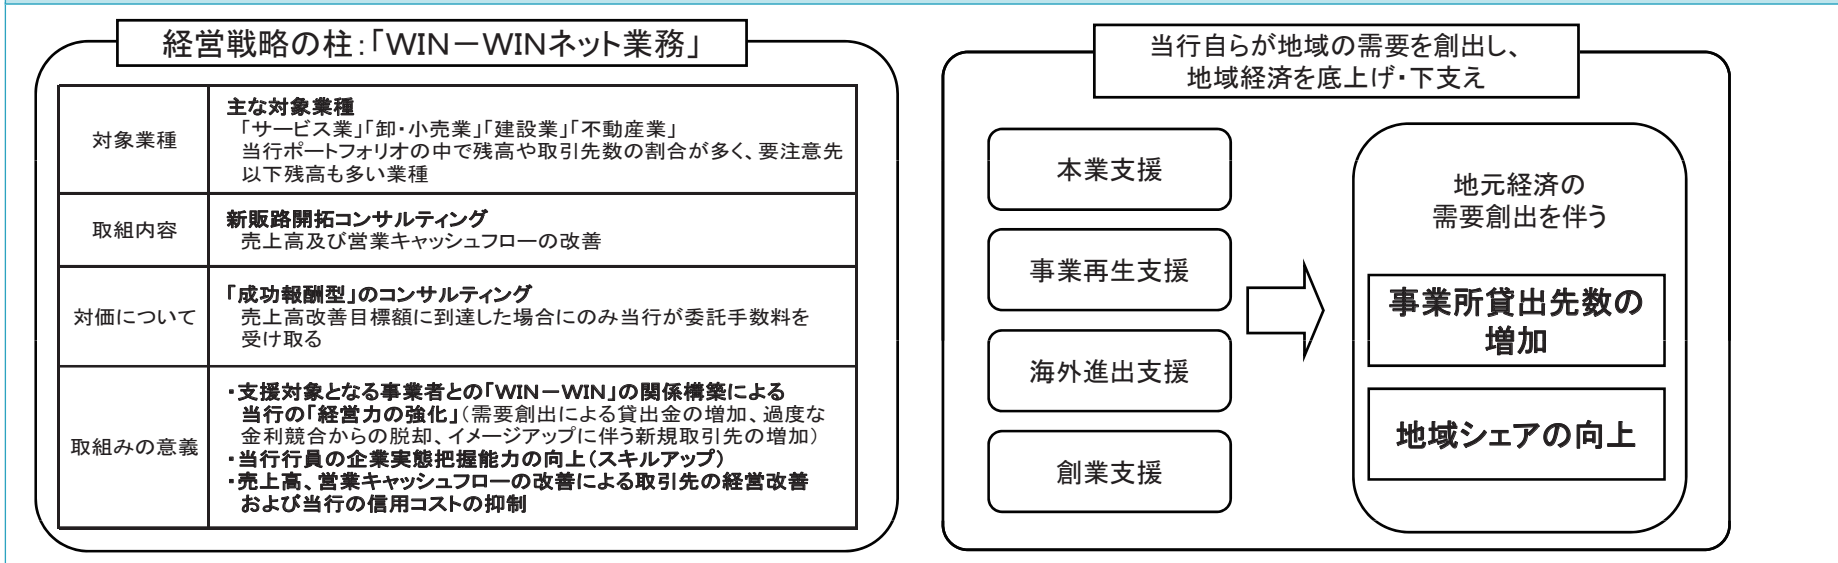 経営戦略の柱：「WIN－WINネット業務」
対象業種
主な対象業種
「サービス業」「卸・小売業」「建設業」「不動産業」
当行ポートフォリオの中で残高や取引先数の割合が多く、要注意先
以下残高も多い業種
取組内容
新販路開拓コンサルティング
売上高及び営業キャッシュフローの改善
対価について
「成功報酬型」のコンサルティング
売上高改善目標額に到達した場合にのみ当行が委託手数料を
受け取る
取組みの意義
・支援対象となる事業者との「WIN－WIN」の関係構築による
当行の「経営力の強化」（需要創出による貸出金の増加、過度な
金利競合からの脱却、イメージアップに伴う新規取引先の増加）
・当行行員の企業実態把握能力の向上（スキルアップ）
・売上高、営業キャッシュフローの改善による取引先の経営改善
および当行の信用コストの抑制
当行自らが地域の需要を創出し、
地域経済を底上げ・下支え
本業支援
事業再生支援
海外進出支援
創業支援
地元経済の
需要創出を伴う
事業所貸出先数の
増加
地域シェアの向上